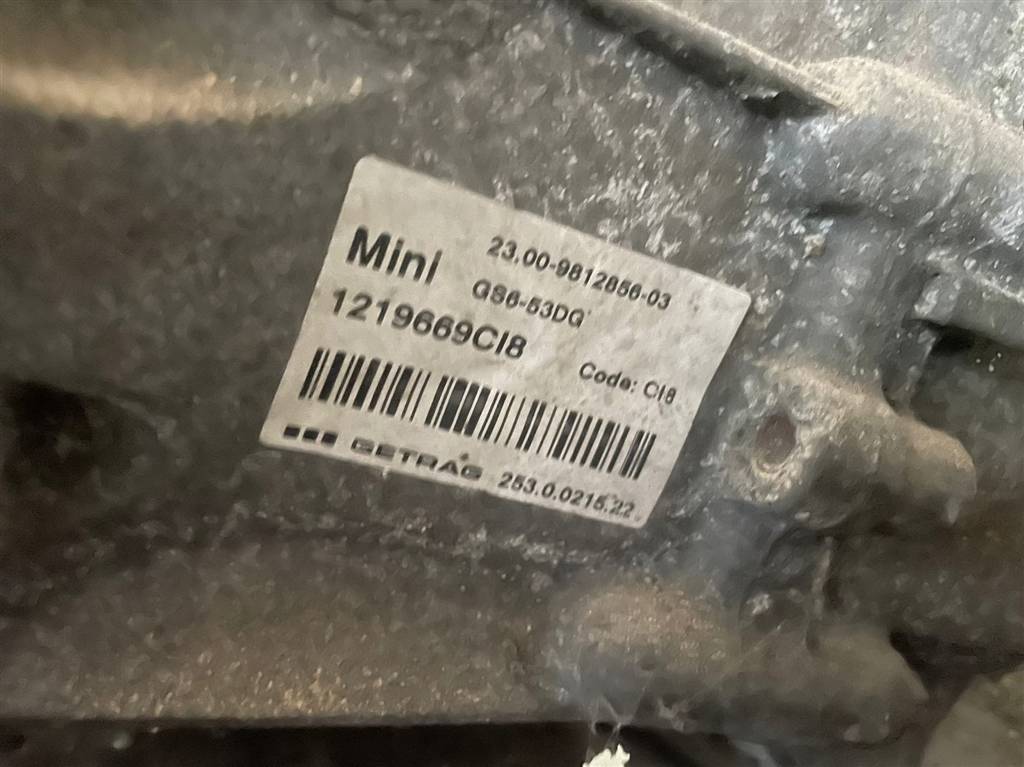 Mini 23.00-9812856-03
GS6-53DG
1219669CI8
Code: CI8
GETRAG 253.0.0215.22